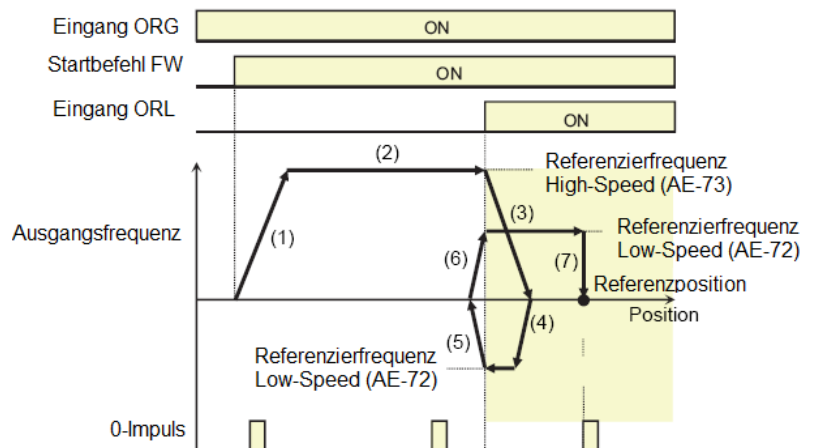 Eingang ORG
ON
Startbefehl FW
ON
Eingang ORL
ON
(2)
Referenzierfrequenz
High-Speed (AE-73)
(3)
Referenzierfrequenz
Low-Speed (AE-72)
Ausgangsfrequenz
(1)
(6)
(7)
Referenzposition
Position
(4)
(5)
Referenzierfrequenz
Low-Speed (AE-72)
0-Impuls